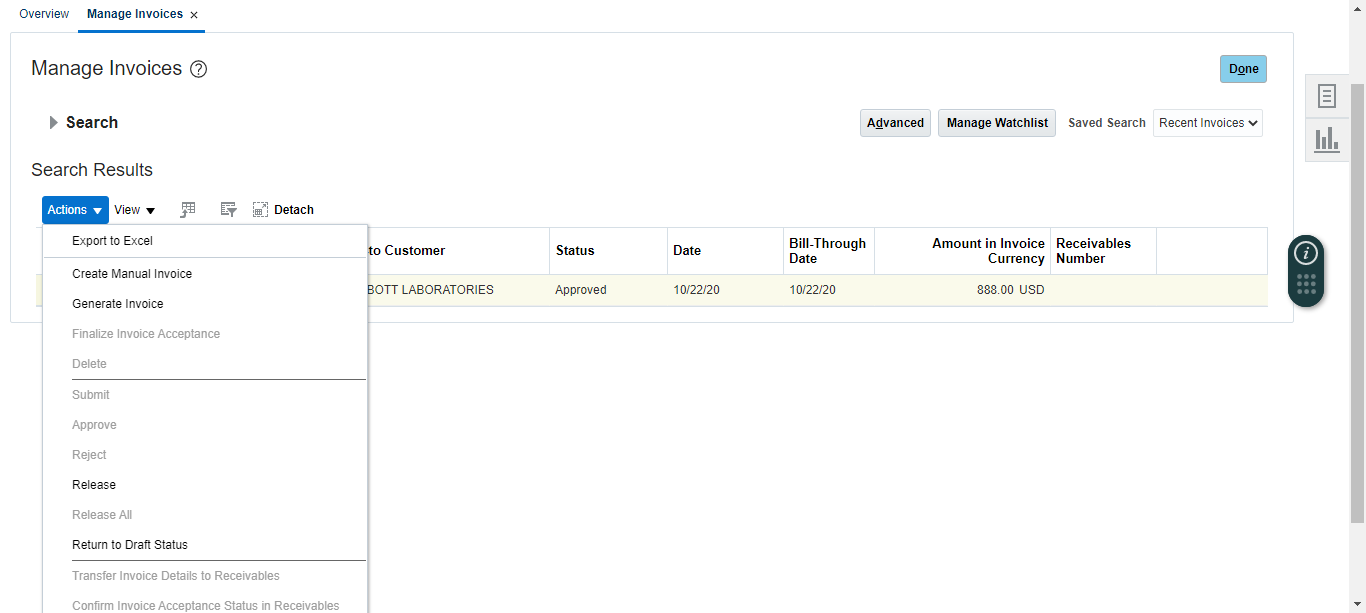 Overview
Manage Invoices ×
Manage Invoices ?
Done
Search
Advanced
Manage Watchlist
Saved Search
Recent Invoices
Search Results
Actions
View
Detach
to Customer
Status
Date
Bill-Through
Date
Amount in Invoice
Currency
Receivables
Number
BOTT LABORATORIES
Approved
10/22/20
10/22/20
888.00 USD
Export to Excel
Create Manual Invoice
Generate Invoice
Finalize Invoice Acceptance
Delete
Submit
Approve
Reject
Release
Release All
Return to Draft Status
Transfer Invoice Details to Receivables
Confirm Invoice Acceptance Status in Receivables
i